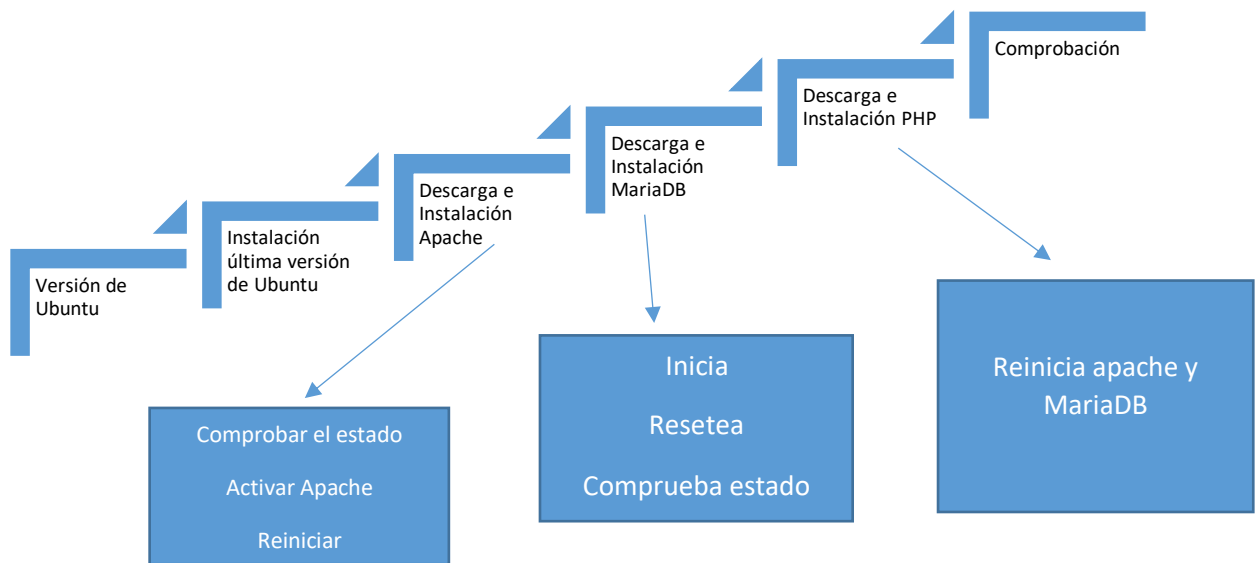 Versión de
Ubuntu
Instalación
última versión
de Ubuntu
Descarga e
Instalación
Apache
Descarga e
Instalación
MariaDB
Descarga e
Instalación PHP
Comprobación
Comprobar el estado
Activar Apache
Reiniciar
Inicia
Resetea
Comprueba estado
Reinicia apache y
MariaDB